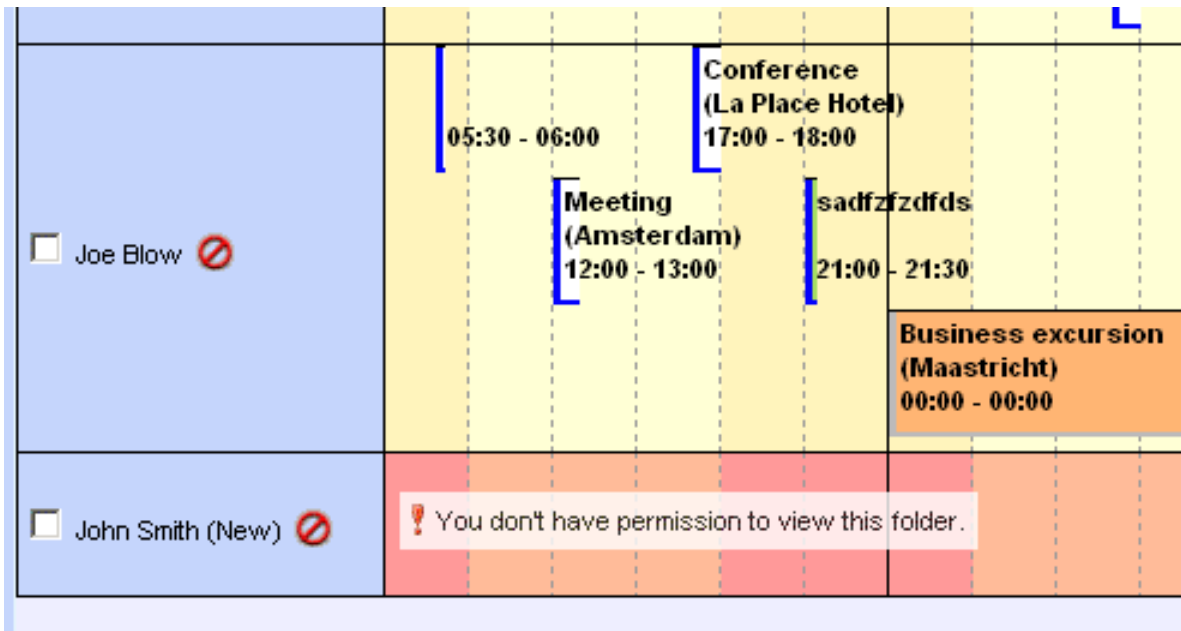 Joe Blow
05:30 - 06:00
Conference
(La Place Hotel)
17:00 - 18:00
Meeting
(Amsterdam)
12:00 - 13:00
sadfzfzdfds
21:00 - 21:30
Business excursion
(Maastricht)
00:00 - 00:00
John Smith (New)
You don't have permission to view this folder.